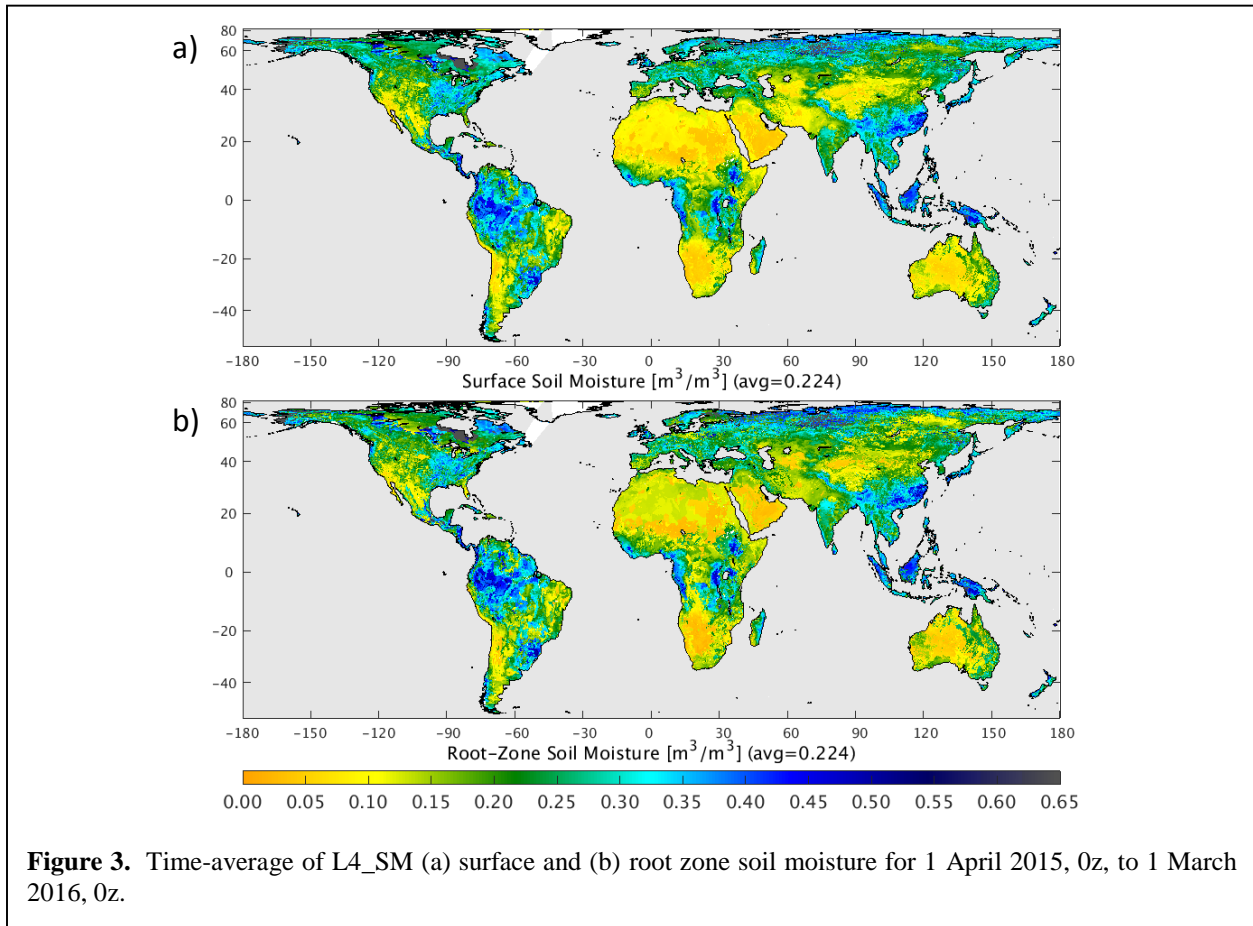 a)
80
60
40
20
0
−20
−40
−180 −150 −120 −90 −60 −30 0 30 60 90 120 150 180
Surface Soil Moisture [m³/m³] (avg=0.224)
b)
80
60
40
20
0
−20
−40
−180 −150 −120 −90 −60 −30 0 30 60 90 120 150 180
Root−Zone Soil Moisture [m³/m³] (avg=0.224)
0.00 0.05 0.10 0.15 0.20 0.25 0.30 0.35 0.40 0.45 0.50 0.55 0.60 0.65
Figure 3. Time-average of L4_SM (a) surface and (b) root zone soil moisture for 1 April 2015, 0z, to 1 March
2016, 0z.